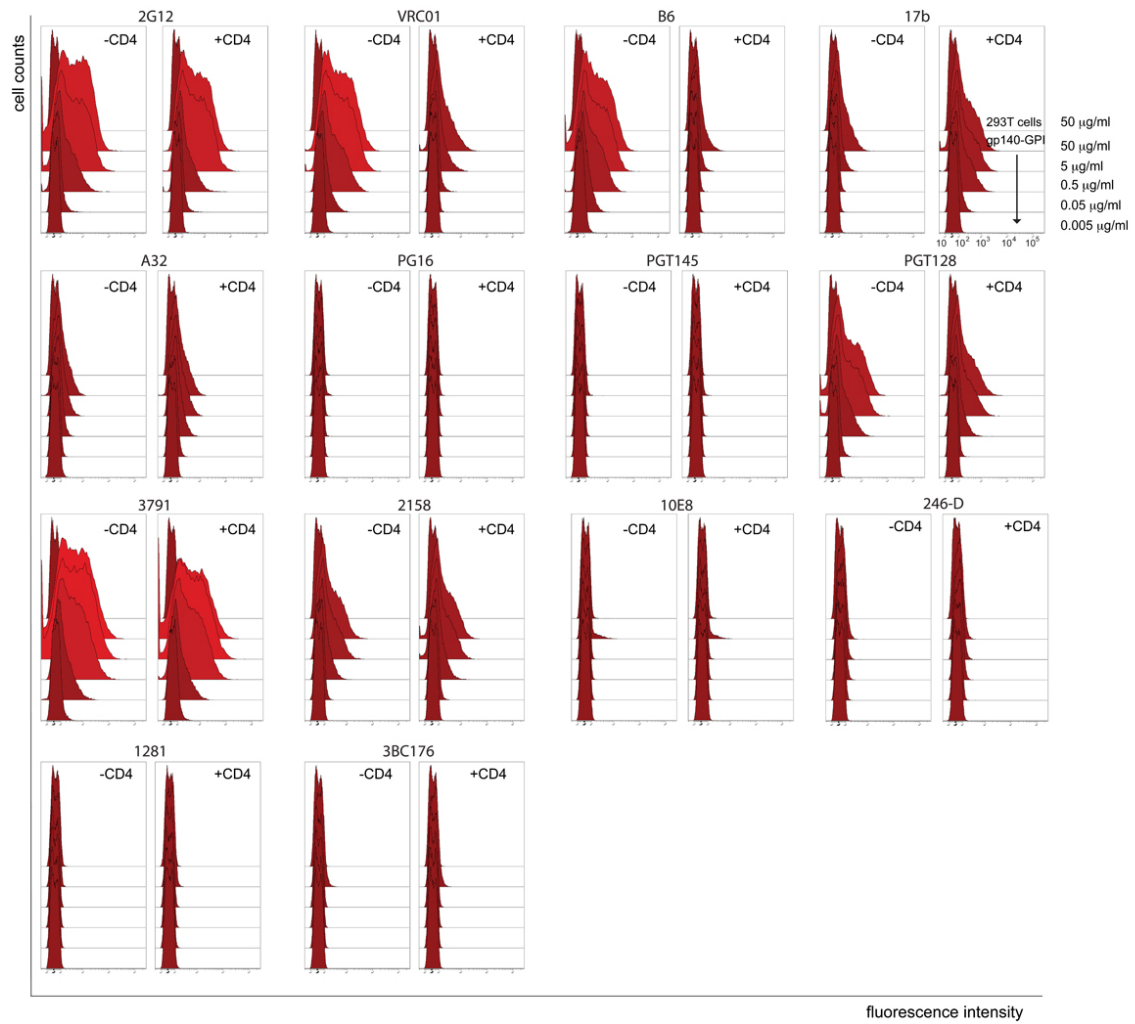 2G12
VRC01
B6
17b
-CD4
+CD4
-CD4
+CD4
-CD4
+CD4
-CD4
+CD4
cell counts
293T cells
50 μg/ml
gp140-GPI
50 μg/ml
5 μg/ml
0.5 μg/ml
0.05 μg/ml
0.005 μg/ml
10 10² 10³ 10⁴ 10⁵
A32
PG16
PGT145
PGT128
-CD4
+CD4
-CD4
+CD4
-CD4
+CD4
-CD4
+CD4
3791
2158
10E8
246-D
-CD4
+CD4
-CD4
+CD4
-CD4
+CD4
-CD4
+CD4
1281
3BC176
-CD4
+CD4
-CD4
+CD4
fluorescence intensity